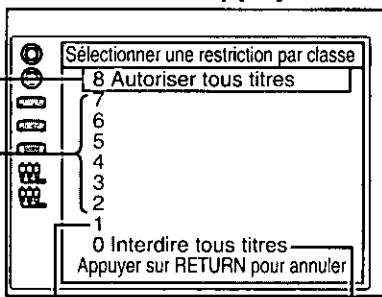 Sélectionner une restriction par classe
8 Autoriser tous titres
7
6
5
4
3
2
1
0 Interdire tous titres
Appuyer sur RETURN pour annuler